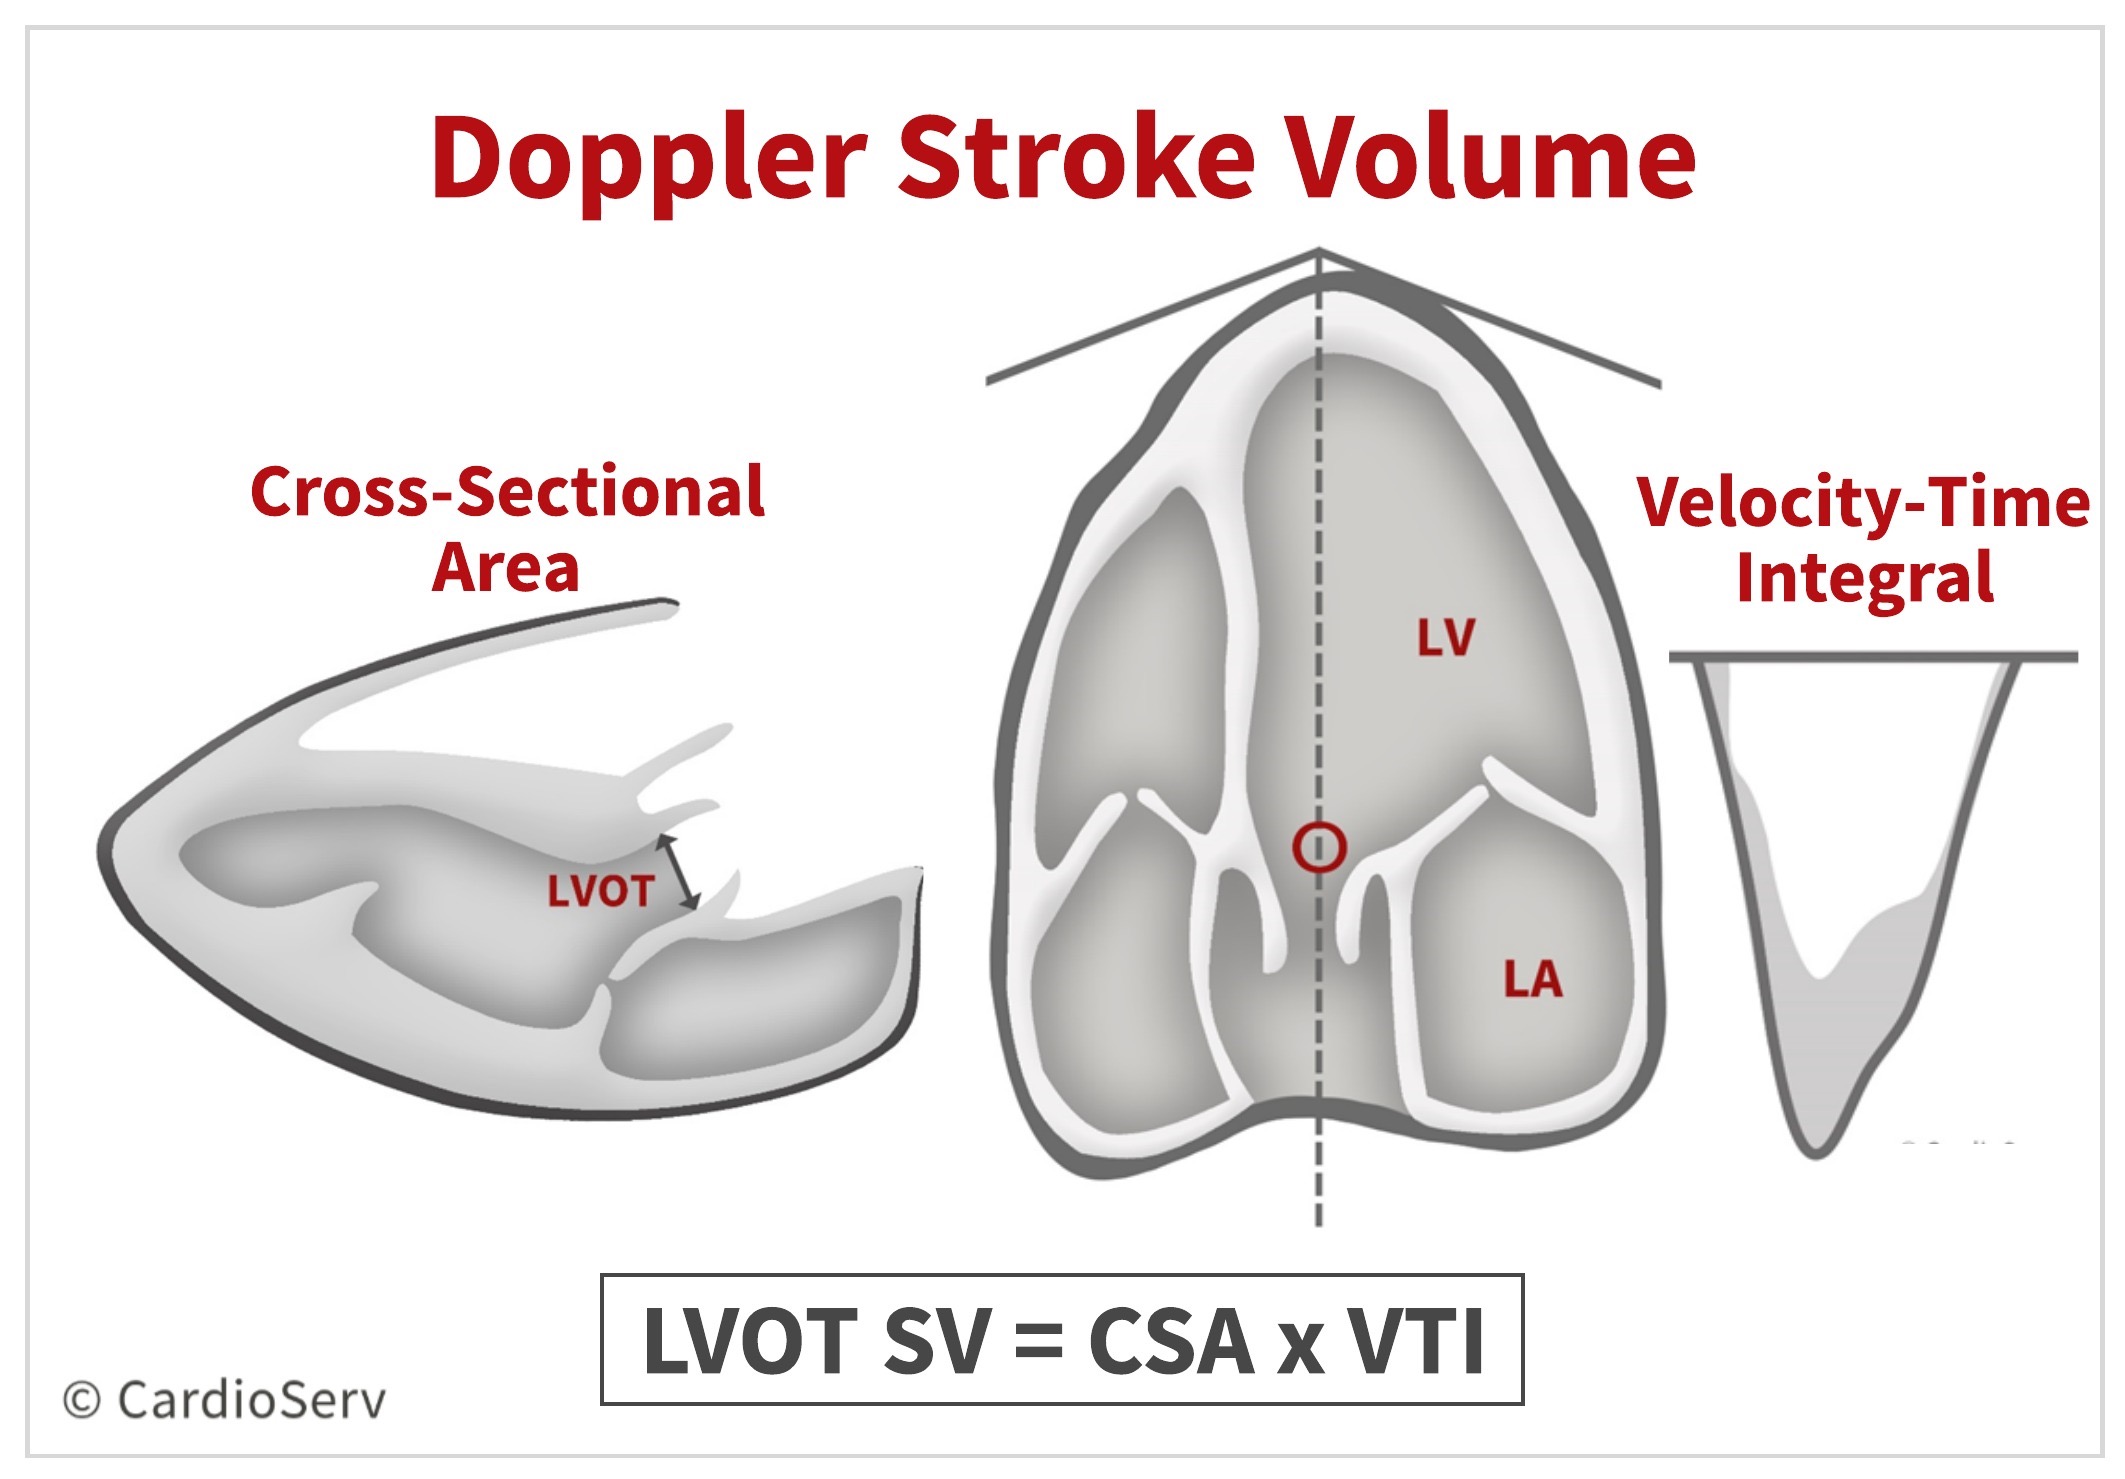 Doppler Stroke Volume
Cross-Sectional
Area
Velocity-Time
Integral
LV
LVOT
LA
LVOT SV = CSA x VTI
© CardioServ